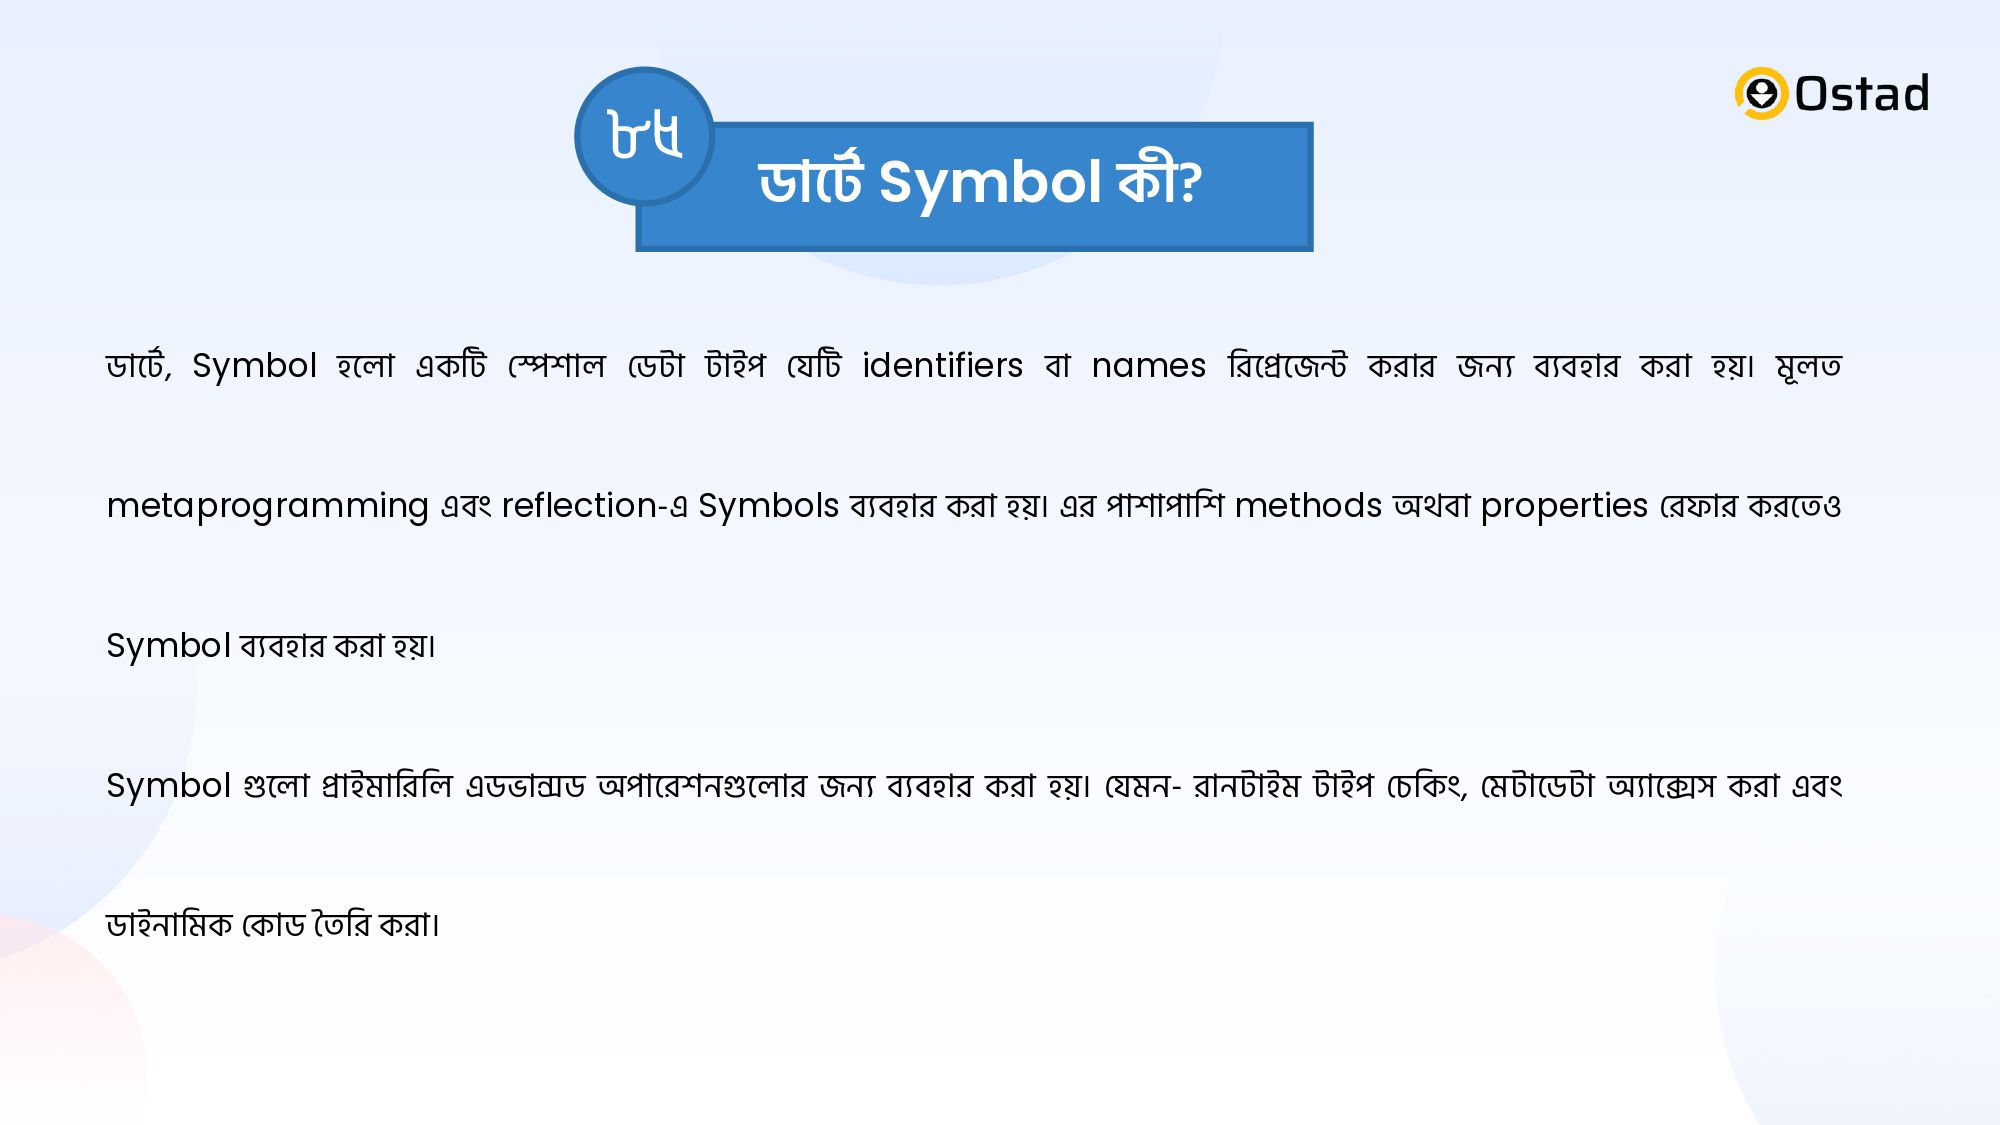 ৮৫
Ostad
ডার্টে Symbol কী?
ডার্টে, Symbol হলো একটি স্পেশাল ডেটা টাইপ যেটি identifiers বা names রিপ্রেজেন্ট করার জন্য ব্যবহার করা হয়। মূলত
metaprogramming এবং reflection-এ Symbols ব্যবহার করা হয়। এর পাশাপাশি methods অথবা properties রেফার করতেও
Symbol ব্যবহার করা হয়।
Symbol গুলো প্রাইমারিলি এডভান্সড অপারেশনগুলোর জন্য ব্যবহার করা হয়। যেমন- রানটাইম টাইপ চেকিং, মেটাডেটা অ্যাক্সেস করা এবং
ডাইনামিক কোড তৈরি করা।